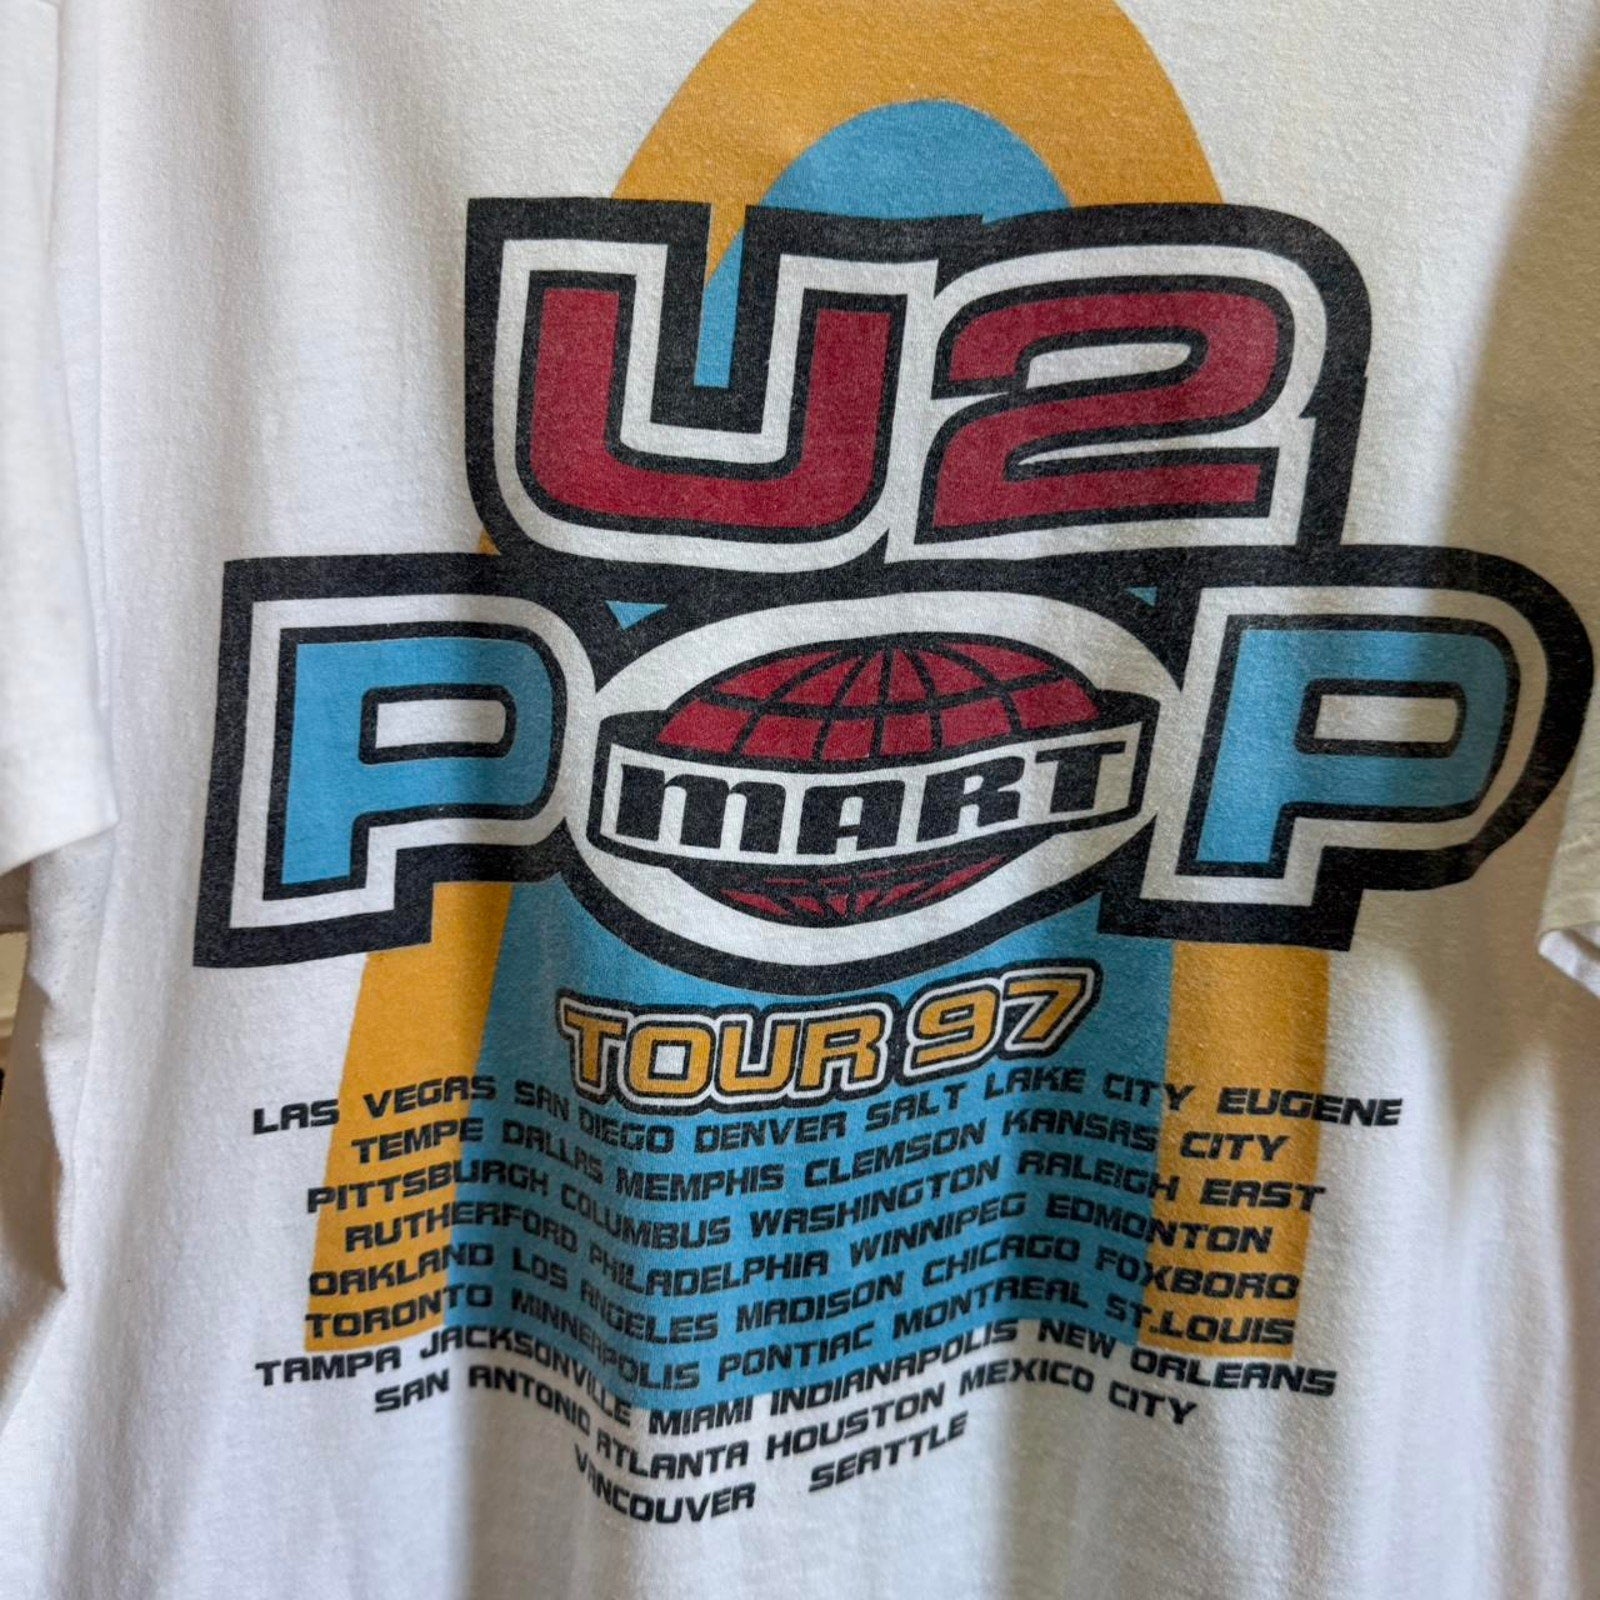 U2
POP
MART
TOUR 97
LAS VEGAS SAN DIEGO DENVER SALT LAKE CITY EUGENE
TEMPE DALLAS MEMPHIS CLEMSON KANSAS CITY
PITTSBURGH COLUMBUS WASHINGTON RALEIGH EAST
RUTHERFORD PHILADELPHIA WINNIPEG EDMONTON
OAKLAND LOS ANGELES MADISON CHICAGO FOXBORO
TORONTO MINNEAPOLIS PONTIAC MONTREAL ST.LOUIS
TAMPA JACKSONVILLE MIAMI INDIANAPOLIS NEW ORLEANS
SAN ANTONIO ATLANTA HOUSTON MEXICO CITY
VANCOUVER SEATTLE